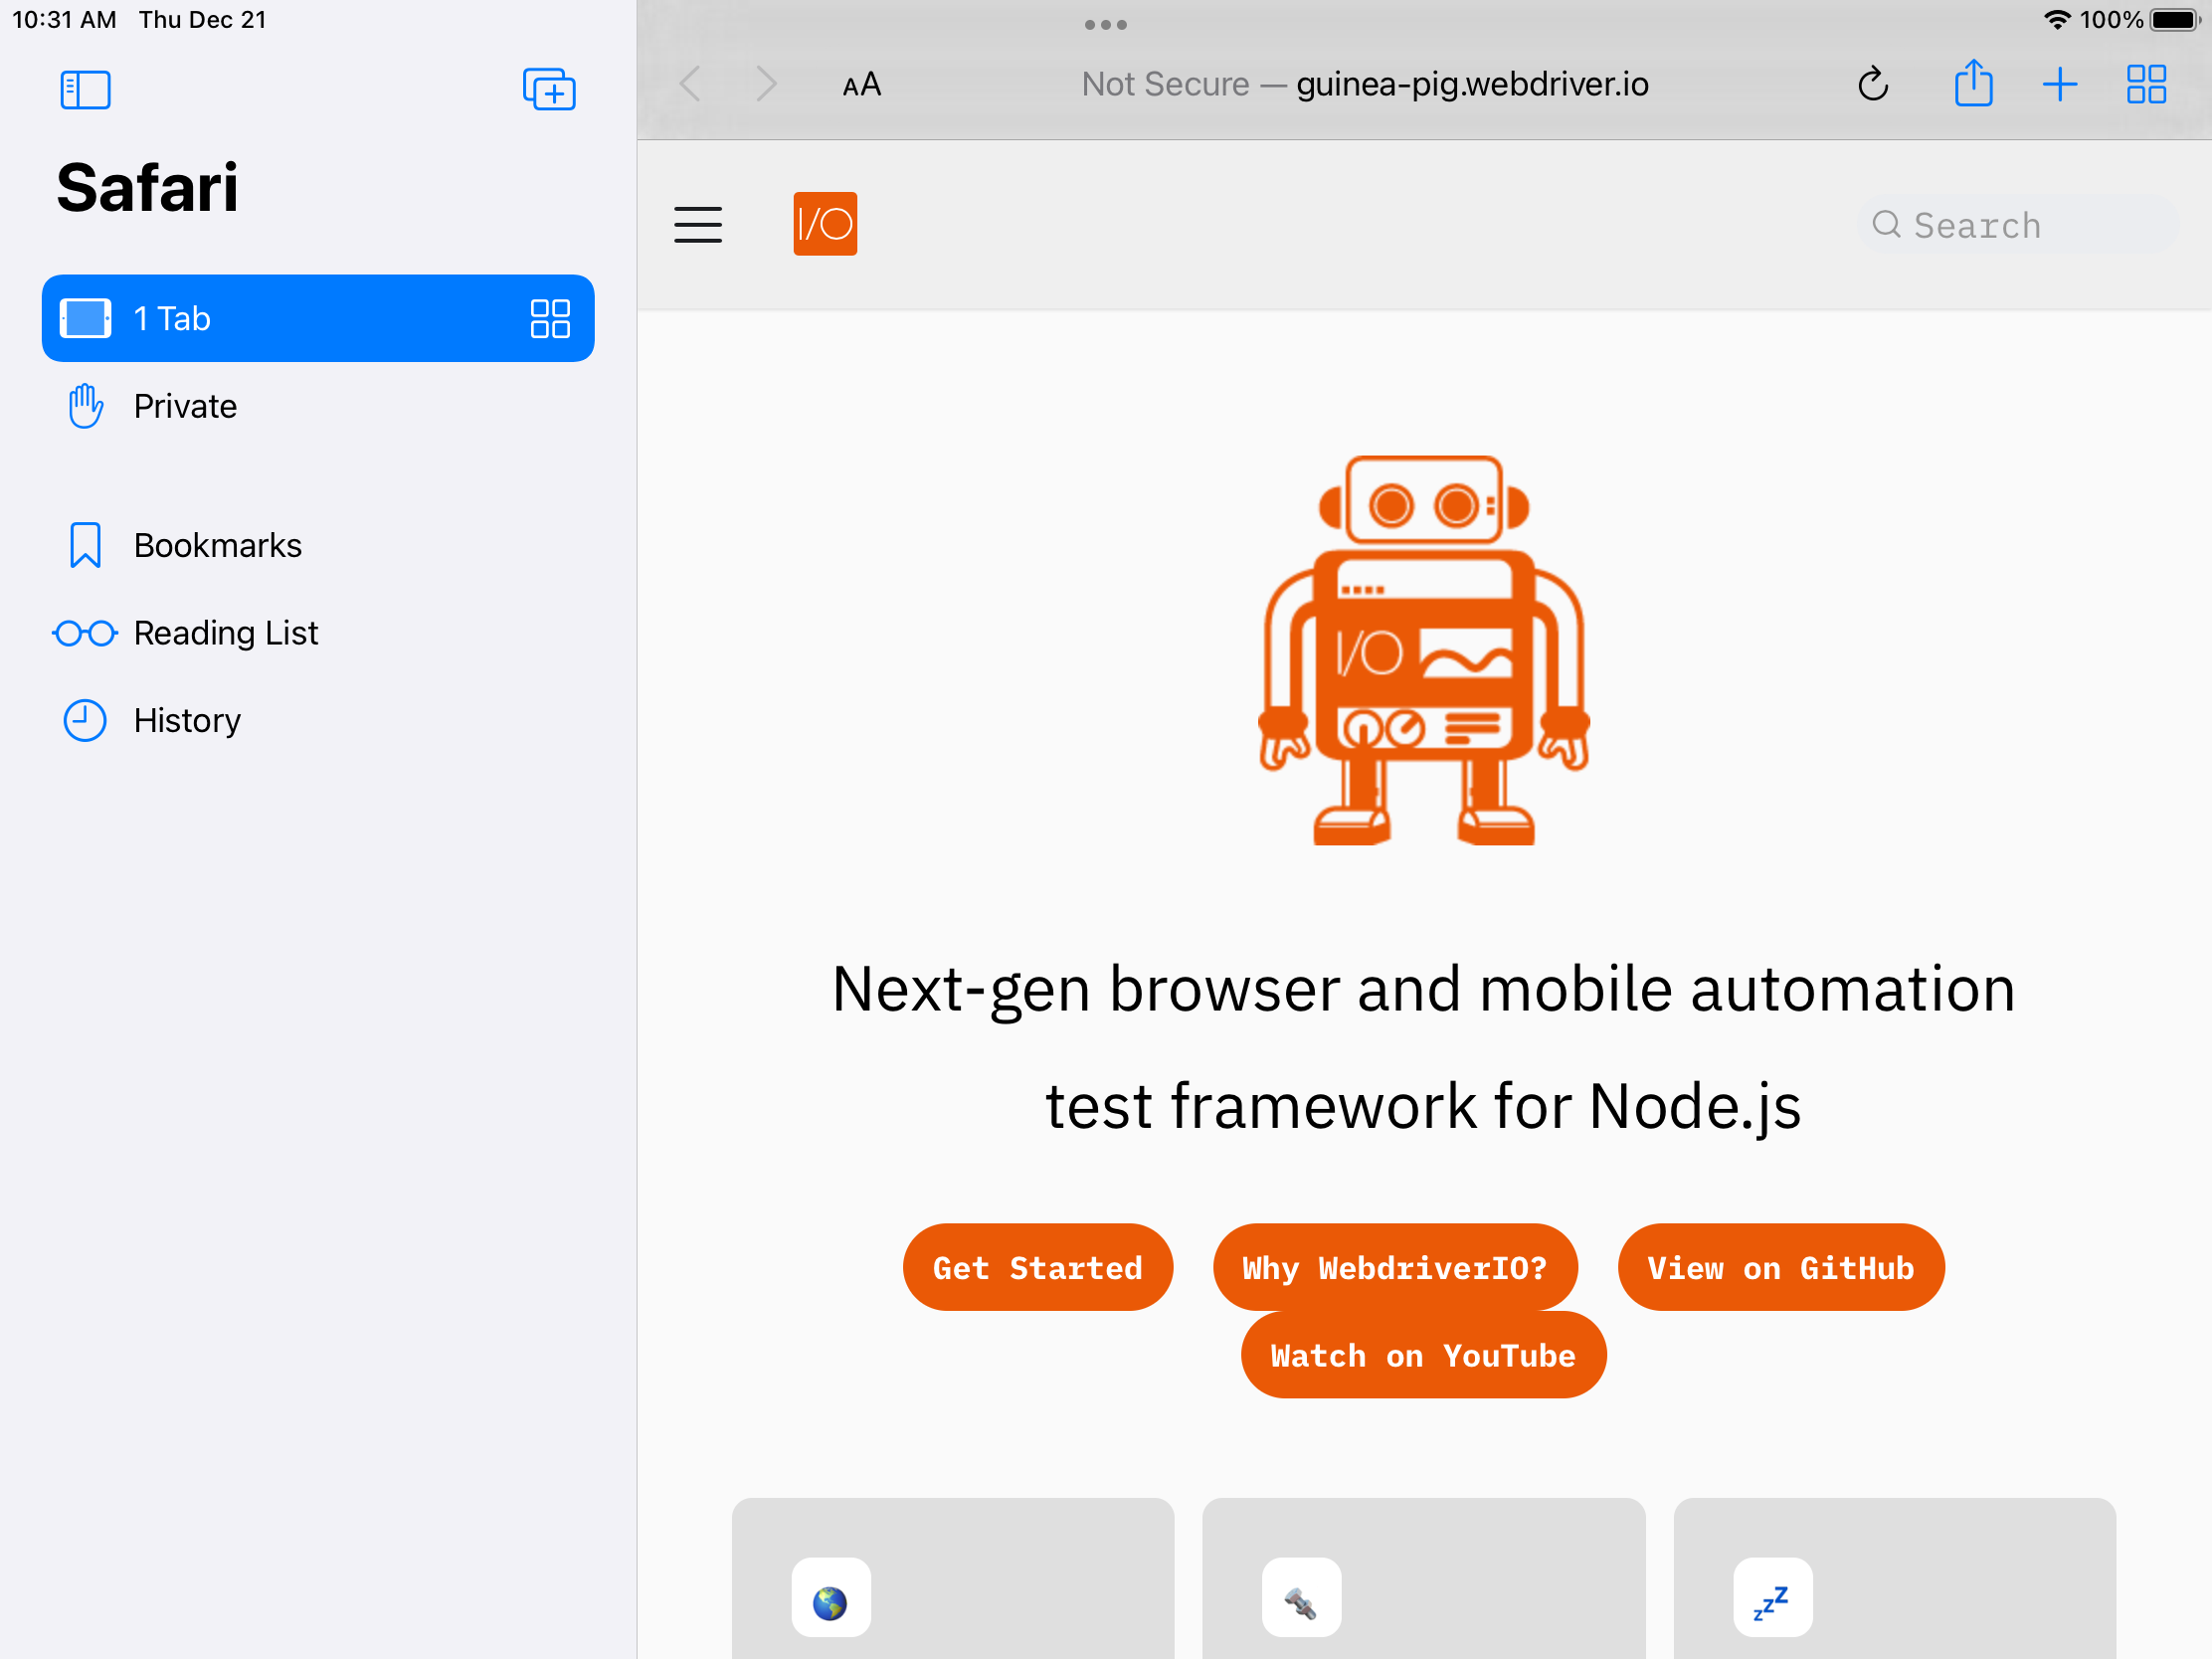 10:31 AM Thu Dec 21
100%
Safari
1 Tab
Private
Bookmarks
Reading List
History
AA
Not Secure — guinea-pig.webdriver.io
I/O
Search
I/O
Next-gen browser and mobile automation
test framework for Node.js
Get Started
Why WebdriverIO?
View on GitHub
Watch on YouTube
zzz